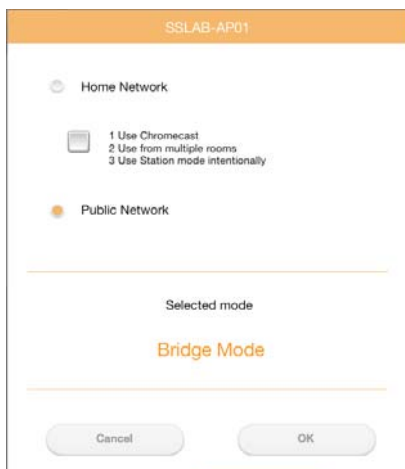 SSLAB-AP01
Home Network
1 Use Chromecast
2 Use from multiple rooms
3 Use Station mode intentionally
Public Network
Selected mode
Bridge Mode
Cancel
OK